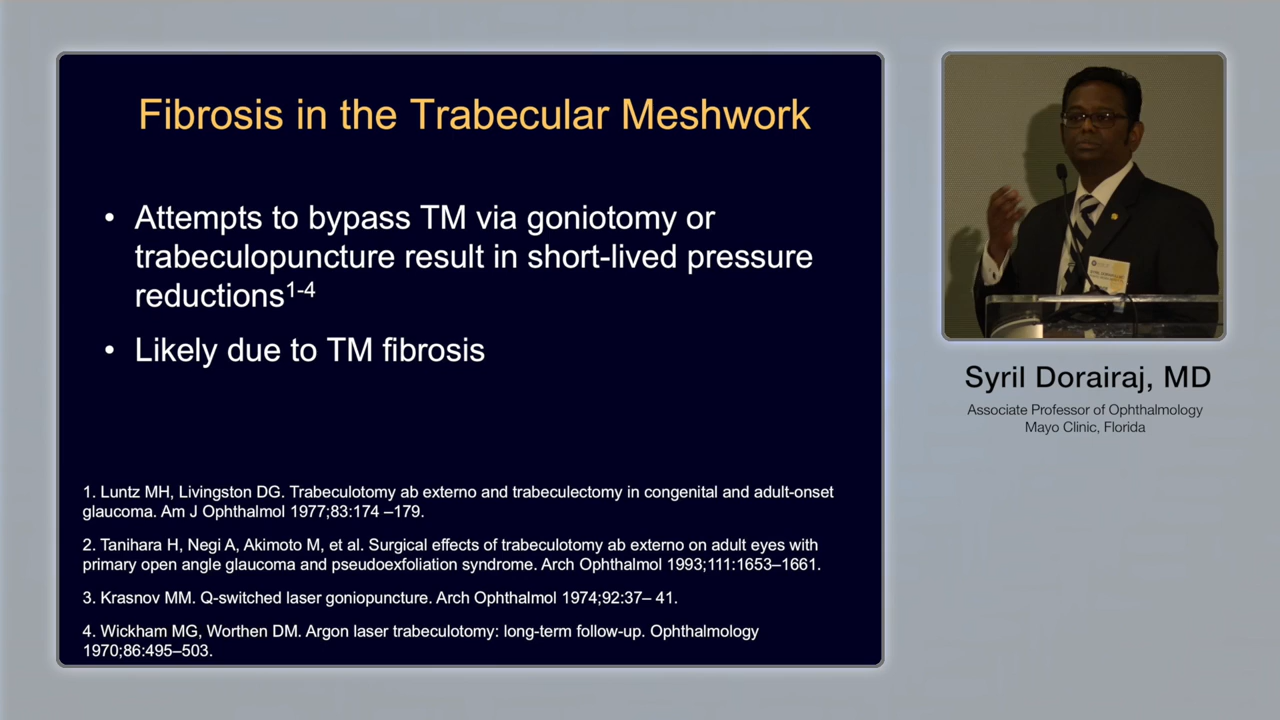 Fibrosis in the Trabecular Meshwork
• Attempts to bypass TM via goniotomy or
trabeculopuncture result in short-lived pressure
reductions1-4
• Likely due to TM fibrosis
1. Luntz MH, Livingston DG. Trabeculotomy ab externo and trabeculectomy in congenital and adult-onset
glaucoma. Am J Ophthalmol 1977;83:174 –179.
2. Tanihara H, Negi A, Akimoto M, et al. Surgical effects of trabeculotomy ab externo on adult eyes with
primary open angle glaucoma and pseudoexfoliation syndrome. Arch Ophthalmol 1993;111:1653–1661.
3. Krasnov MM. Q-switched laser goniopuncture. Arch Ophthalmol 1974;92:37– 41.
4. Wickham MG, Worthen DM. Argon laser trabeculotomy: long-term follow-up. Ophthalmology
1970;86:495–503.
Syril Dorairaj, MD
Associate Professor of Ophthalmology
Mayo Clinic, Florida